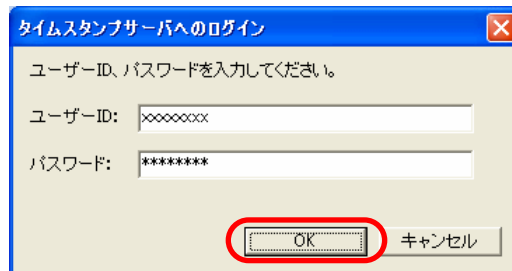 タイムスタンプサーバへのログイン
ユーザーID、パスワードを入力してください。
ユーザーID: xxxxxxxx
パスワード: ********
OK キャンセル